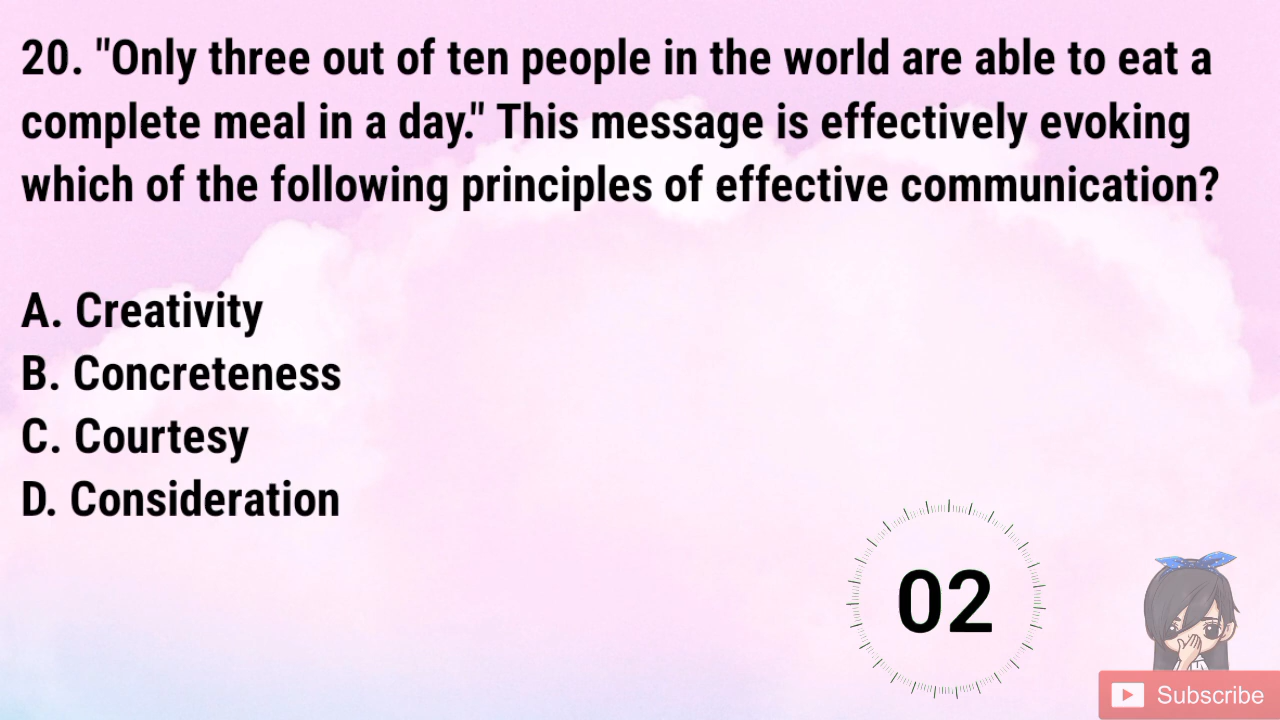 20. "Only three out of ten people in the world are able to eat a
complete meal in a day." This message is effectively evoking
which of the following principles of effective communication?
A. Creativity
B. Concreteness
C. Courtesy
D. Consideration
02
Subscribe